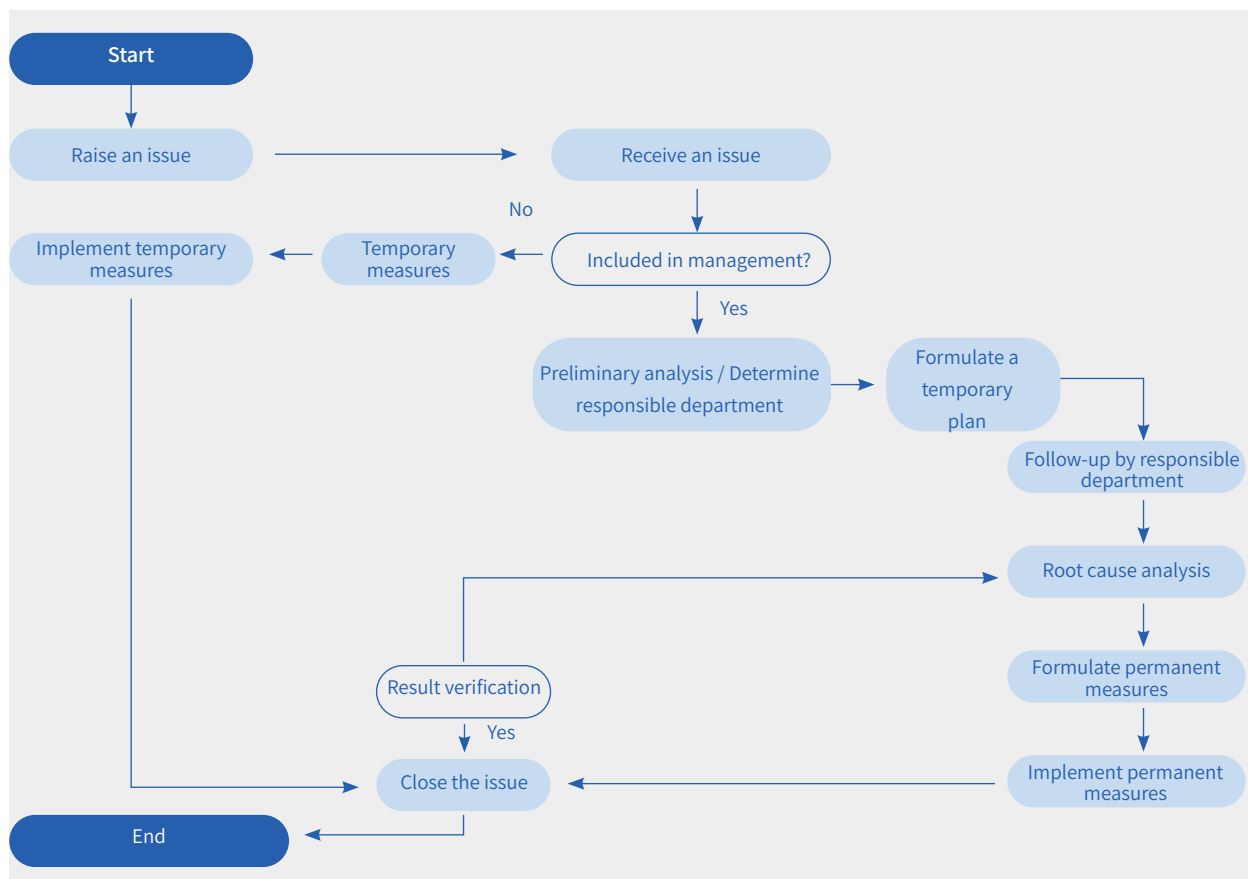 Start
Raise an issue
Receive an issue
No
Implement temporary
measures
Temporary
measures
Included in management?
Yes
Preliminary analysis / Determine
responsible department
Formulate a
temporary
plan
Follow-up by responsible
department
Root cause analysis
Result verification
Formulate permanent
measures
Yes
Close the issue
Implement permanent
measures
End